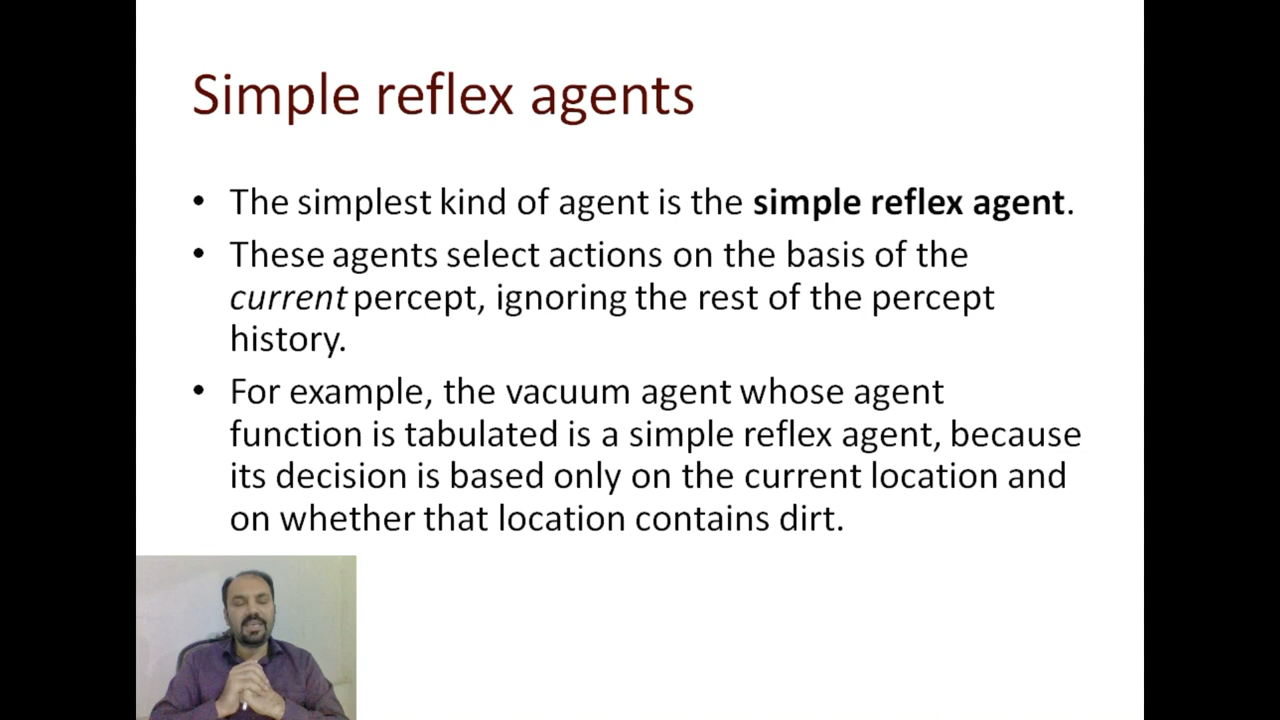 Simple reflex agents
• The simplest kind of agent is the simple reflex agent.
• These agents select actions on the basis of the
current percept, ignoring the rest of the percept
history.
• For example, the vacuum agent whose agent
function is tabulated is a simple reflex agent, because
its decision is based only on the current location and
on whether that location contains dirt.